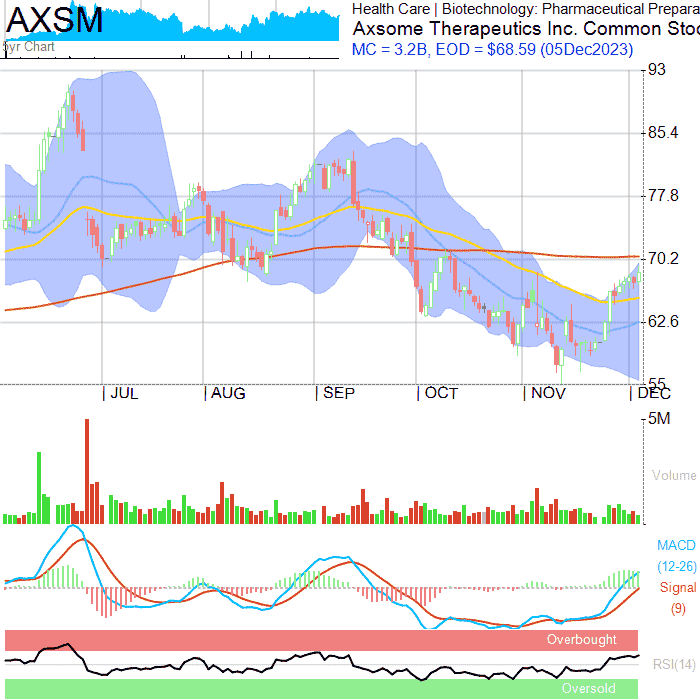 AXSM
5yr Chart
Health Care | Biotechnology: Pharmaceutical Prepara
Axsome Therapeutics Inc. Common Stoc
MC = 3.2B, EOD = $68.59 (05Dec2023)
93
85.4
77.8
70.2
62.6
55
JUL AUG SEP OCT NOV DEC
5M
Volume
MACD
(12-26)
Signal
(9)
Overbought
RSI(14)
Oversold